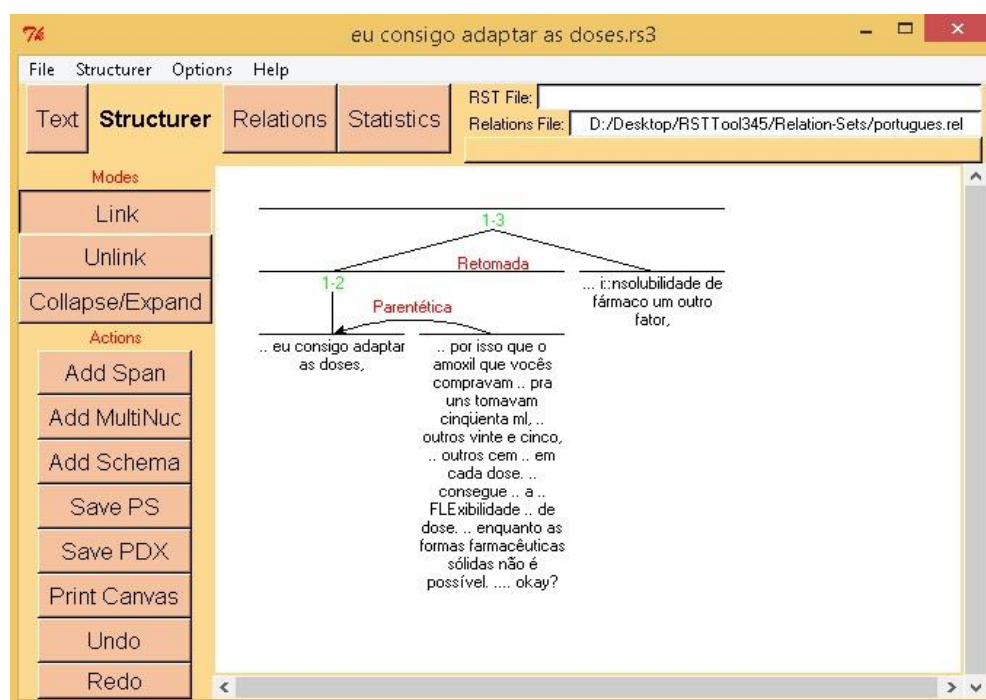 7k
eu consigo adaptar as doses.rs3
File Structurer Options Help
Text Structurer Relations Statistics
RST File:
Relations File: D:/Desktop/RSTTool345/Relation-Sets/portugues.rel
Modes
Link
Unlink
Collapse/Expand
Actions
Add Span
Add MultiNuc
Add Schema
Save PS
Save PDX
Print Canvas
Undo
Redo
1-3
Retomada
1-2
Parentética
.. eu consigo adaptar
as doses,
.. por isso que o
amoxil que vocês
compravam .. pra
uns tomavam
cinqüenta ml, ..
outros vinte e cinco,
.. outros cem .. em
cada dose. ..
consegue .. a ..
FLExibilidade .. de
dose. .. enquanto as
formas farmacêuticas
sólidas não é
possível. .... okay?
... i::nsolubilidade de
fármaco um outro
fator,